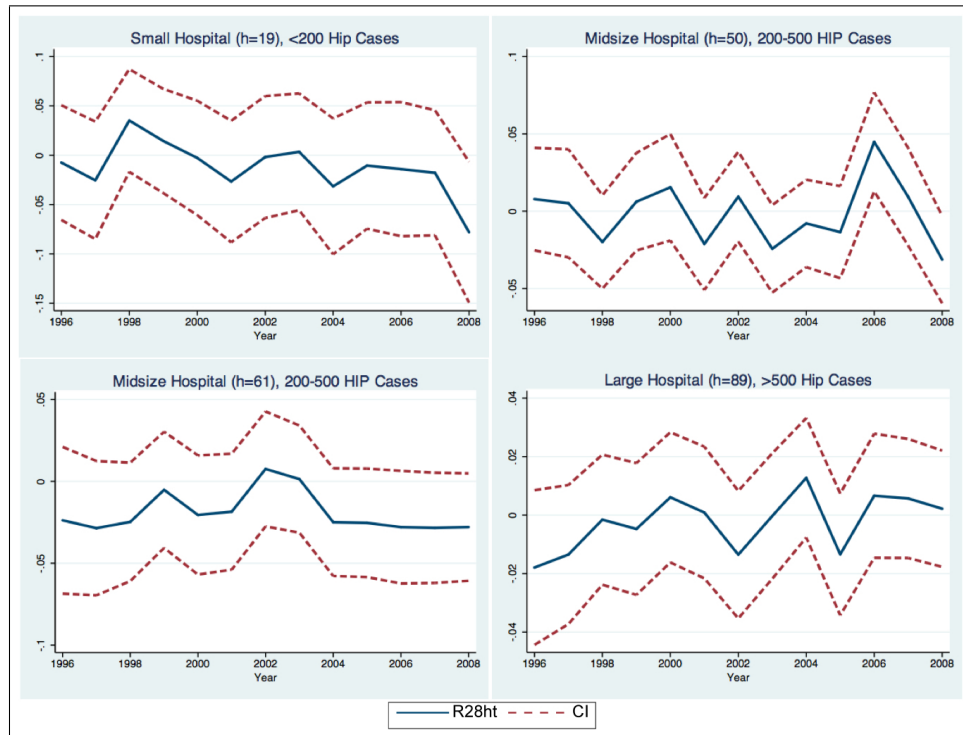 Small Hospital (h=19), <200 Hip Cases
.1
.05
0
-.05
-.1
-.15
1996 1998 2000 2002 2004 2006 2008
Year
Midsize Hospital (h=50), 200-500 HIP Cases
.1
.05
0
-.05
1996 1998 2000 2002 2004 2006 2008
Year
Midsize Hospital (h=61), 200-500 HIP Cases
.05
0
-.05
-.1
1996 1998 2000 2002 2004 2006 2008
Year
Large Hospital (h=89), >500 Hip Cases
.04
.02
0
-.02
-.04
1996 1998 2000 2002 2004 2006 2008
Year
R28ht CI